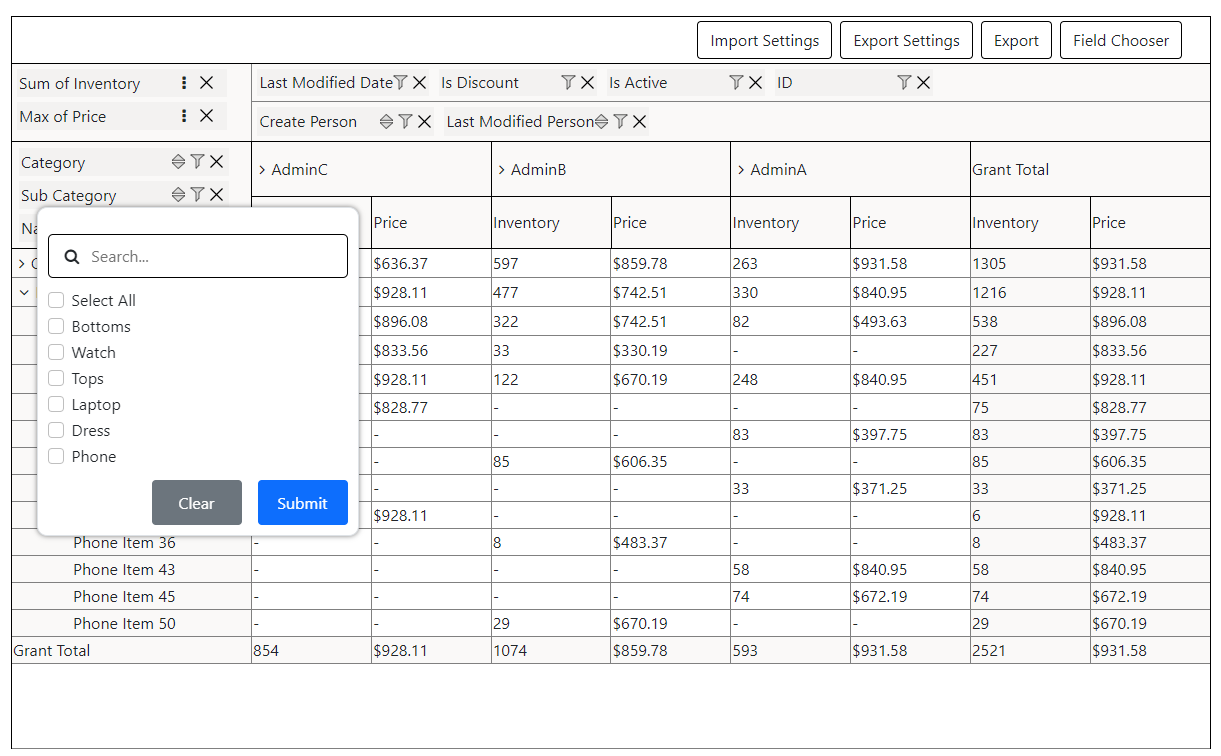 Import Settings Export Settings Export Field Chooser
Sum of Inventory Last Modified Date Is Discount Is Active ID
Max of Price Create Person Last Modified Person
Category AdminC AdminB AdminA Grant Total
Sub Category
Price Inventory Price Inventory Price Inventory Price
Search...
$636.37 597 $859.78 263 $931.58 1305 $931.58
Select All $928.11 477 $742.51 330 $840.95 1216 $928.11
Bottoms $896.08 322 $742.51 82 $493.63 538 $896.08
Watch $833.56 33 $330.19 - - 227 $833.56
Tops $928.11 122 $670.19 248 $840.95 451 $928.11
Laptop $828.77 - - - - 75 $828.77
Dress - - - 83 $397.75 83 $397.75
Phone - 85 $606.35 - - 85 $606.35
- - - 33 $371.25 33 $371.25
Clear Submit $928.11 - - - - 6 $928.11
Phone Item 36 - - 8 $483.37 - - 8 $483.37
Phone Item 43 - - - - 58 $840.95 58 $840.95
Phone Item 45 - - - - 74 $672.19 74 $672.19
Phone Item 50 - - 29 $670.19 - - 29 $670.19
Grant Total 854 $928.11 1074 $859.78 593 $931.58 2521 $931.58